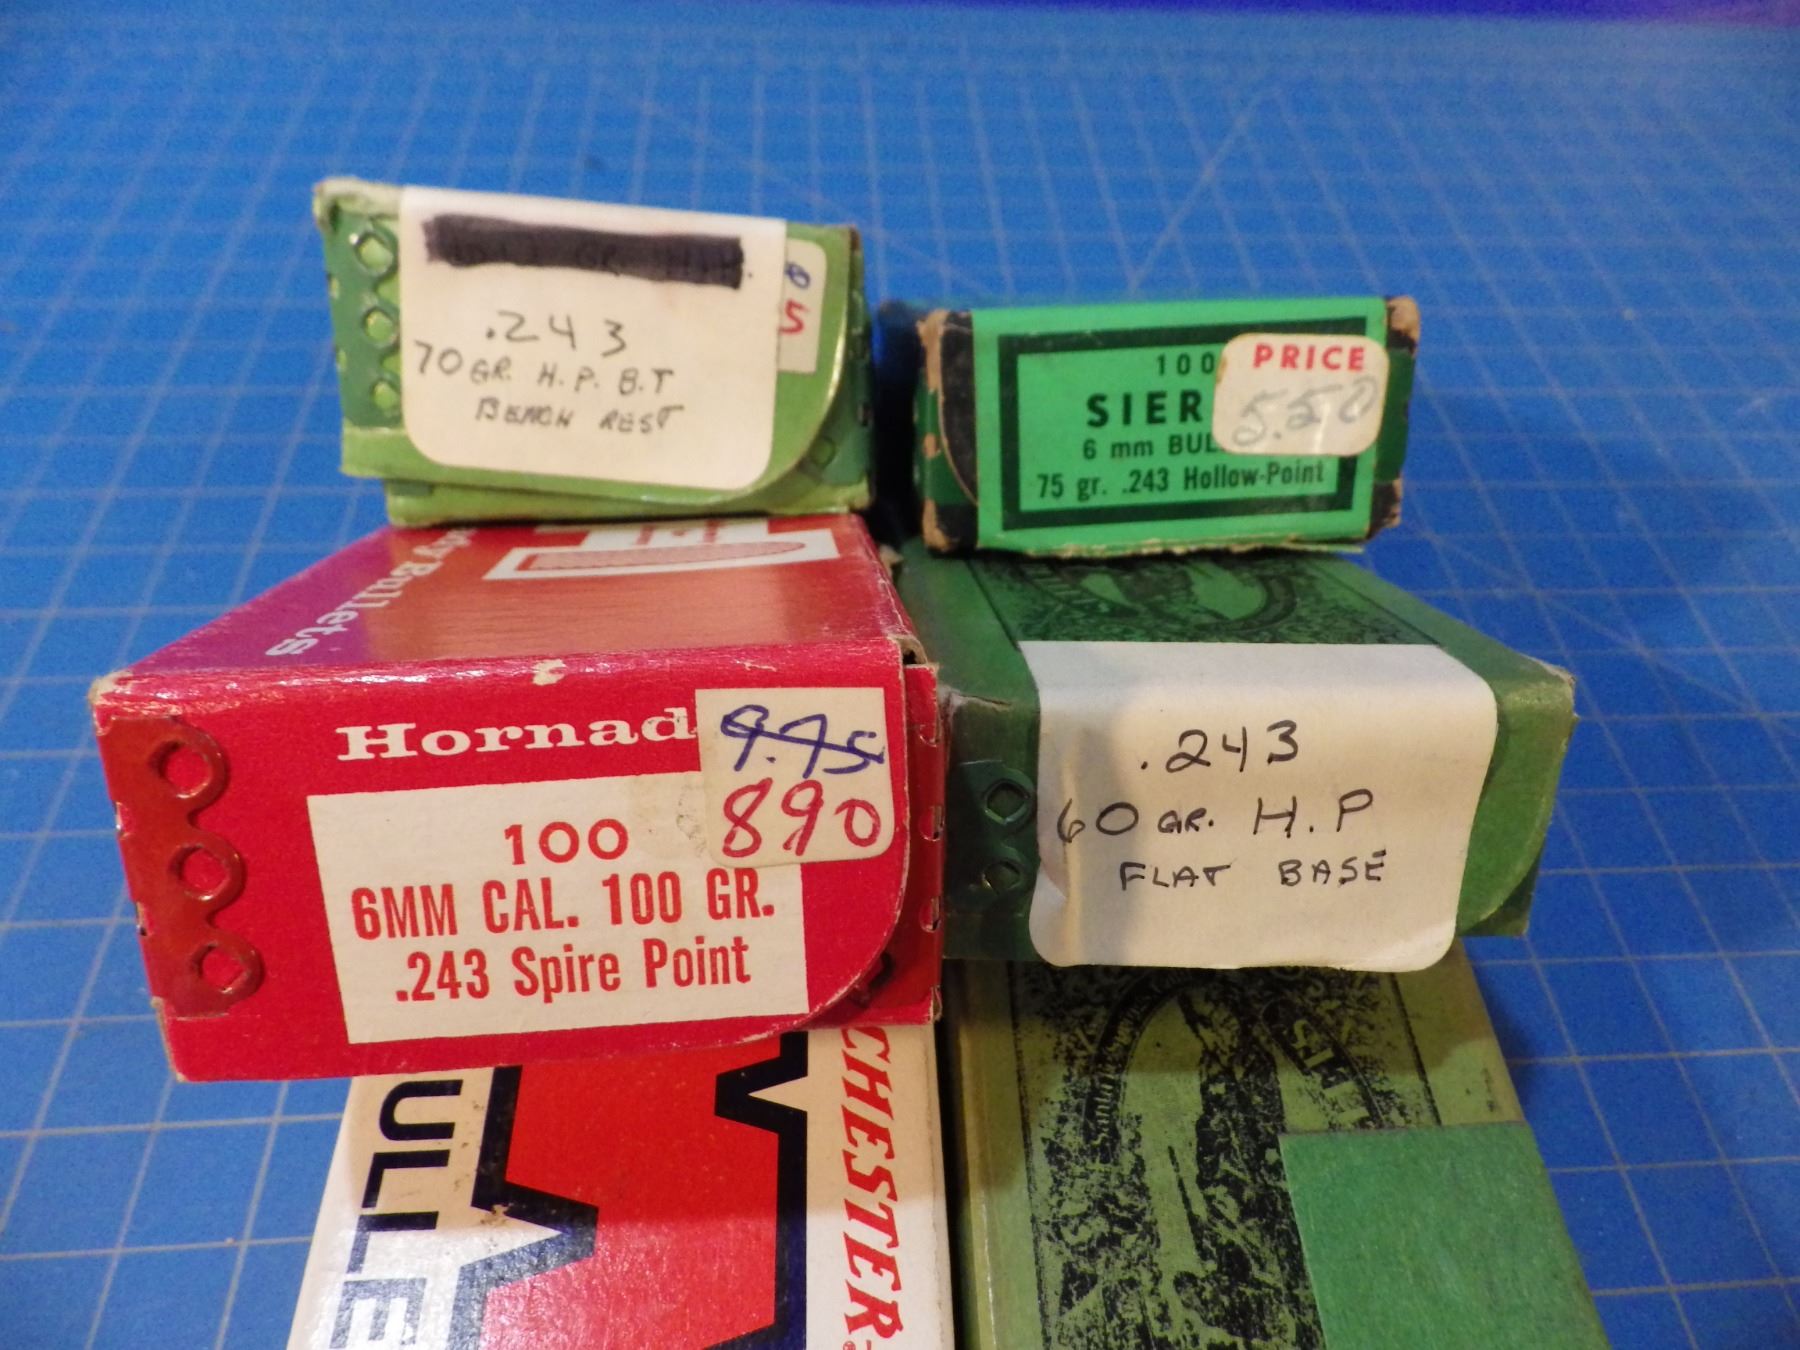 .243
70 GR. H. P. B.T
BENCH REST
5
PRICE
5.50
100
SIER
6 mm BUL
75 gr. .243 Hollow-Point
Bullets
Hornad
9.75
890
100
6MM CAL. 100 GR.
.243 Spire Point
.243
60 GR. H.P
FLAT BASE
ULLE
CHESTER